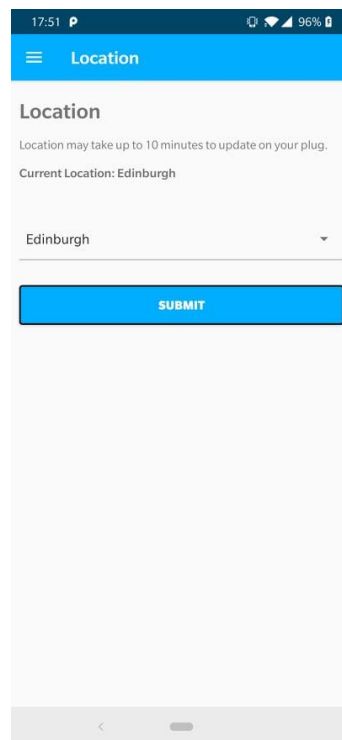 17:51 P 96%
Location
Location
Location may take up to 10 minutes to update on your plug.
Current Location: Edinburgh
Edinburgh
SUBMIT